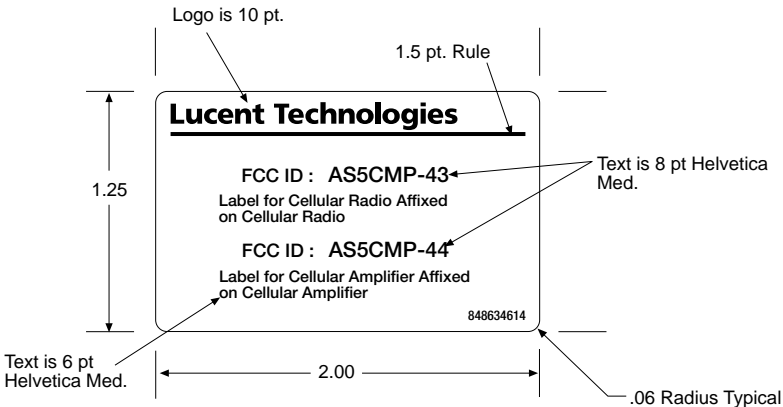 Logo is 10 pt.
1.5 pt. Rule
Lucent Technologies
FCC ID : AS5CMP-43
Text is 8 pt Helvetica
Med.
1.25
Label for Cellular Radio Affixed
on Cellular Radio
FCC ID : AS5CMP-44
Label for Cellular Amplifier Affixed
on Cellular Amplifier
848634614
Text is 6 pt
Helvetica Med.
2.00
.06 Radius Typical